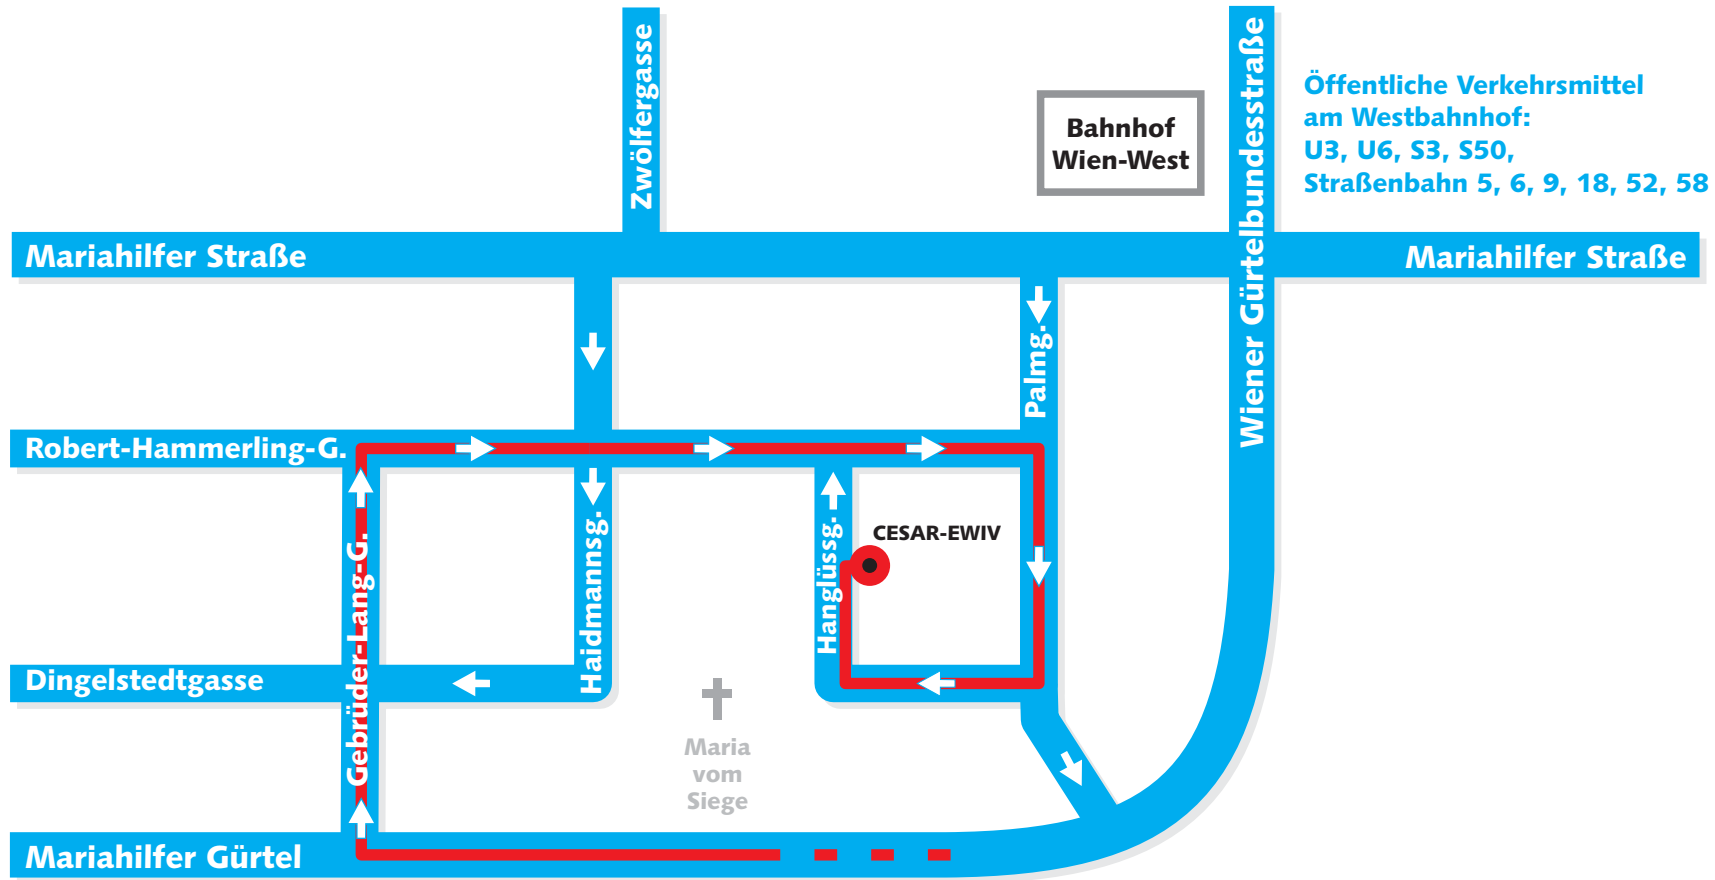 Zwölfergasse
Bahnhof
Wien-West
Wiener Gürtelbundesstraße
Öffentliche Verkehrsmittel
am Westbahnhof:
U3, U6, S3, S50,
Straßenbahn 5, 6, 9, 18, 52, 58
Mariahilfer Straße
Mariahilfer Straße
Palmg.
Robert-Hammerling-G.
Gebrüder-Lang-G.
Haidmannsg.
Hanglüssg.
CESAR-EWIV
Dingelstedtgasse
Maria
vom
Siege
Mariahilfer Gürtel